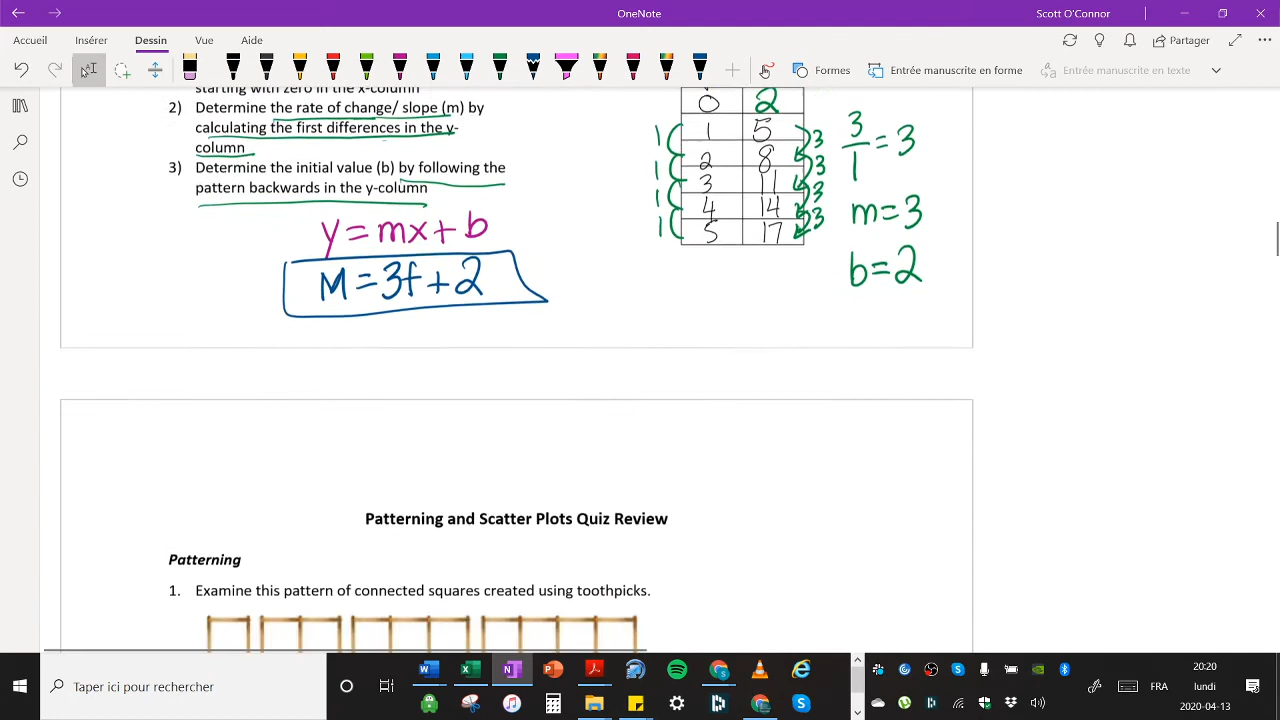 OneNote
Scott O'Connor
Accueil
Insérer
Dessin
Vue
Aide
Partager
Formes
Entrée manuscrite en forme
Entrée manuscrite en texte
starting with zero in the x-column
2) Determine the rate of change/ slope (m) by
calculating the first differences in the y-
column
3) Determine the initial value (b) by following the
pattern backwards in the y-column
y = mx + b
M = 3f + 2
0 2
1 5
2 8
3 11
4 14
5 17
1
1
1
1
3
3
3
3
3/1 = 3
m = 3
b = 2
Patterning and Scatter Plots Quiz Review
Patterning
1. Examine this pattern of connected squares created using toothpicks.
Taper ici pour rechercher
FRA
20:20
lundi
2020-04-13